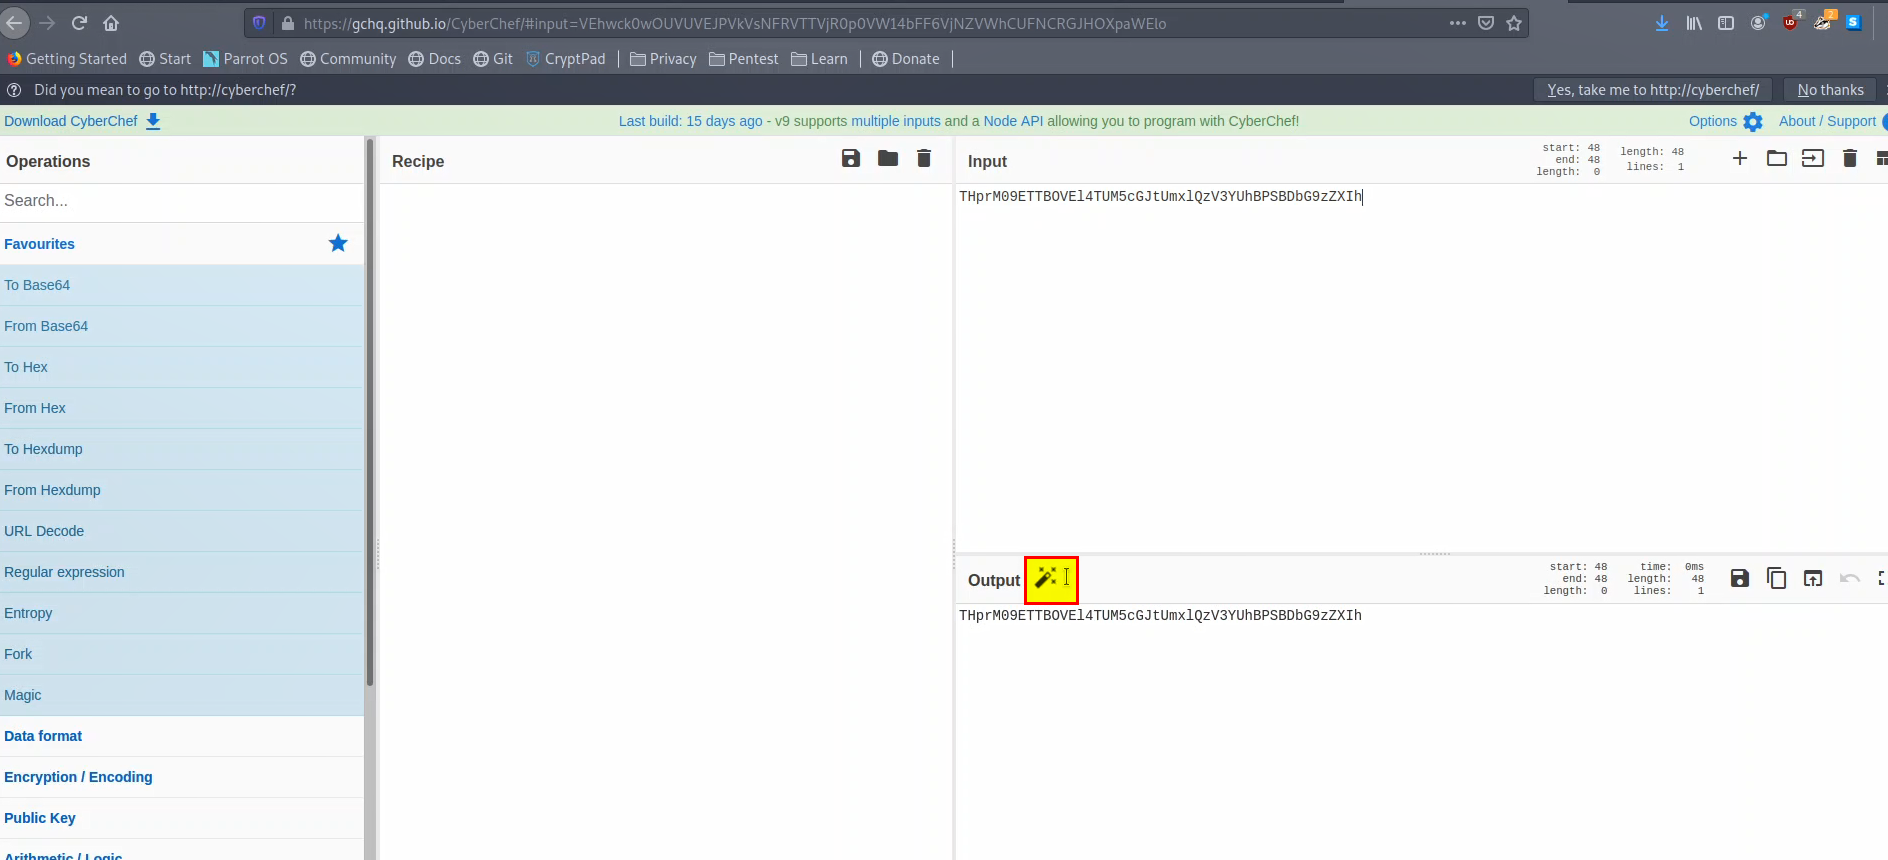 https://gchq.github.io/CyberChef/#input=VEhwck0wOUVUVEJPVkVsNFRVTTVjR0p0VW14bFF6VjNZVWhCUFNCRGJHOXpaWElo
4
2
Getting Started Start Parrot OS Community Docs Git CryptPad Privacy Pentest Learn Donate
Did you mean to go to http://cyberchef/? Yes, take me to http://cyberchef/ No thanks
Download CyberChef Last build: 15 days ago - v9 supports multiple inputs and a Node API allowing you to program with CyberChef! Options About / Support
Operations
Search...
Favourites
To Base64
From Base64
To Hex
From Hex
To Hexdump
From Hexdump
URL Decode
Regular expression
Entropy
Fork
Magic
Data format
Encryption / Encoding
Public Key
Arithmetic / Logic
Recipe
Input
start: 48
end: 48
length: 0
length: 48
lines: 1
THprM09ETTBOVEl4TUM5cGJtUmxlQzV3YUhBPSBDbG9zZXIh
Output
start: 48
end: 48
length: 0
time: 0ms
length: 48
lines: 1
THprM09ETTBOVEl4TUM5cGJtUmxlQzV3YUhBPSBDbG9zZXIh